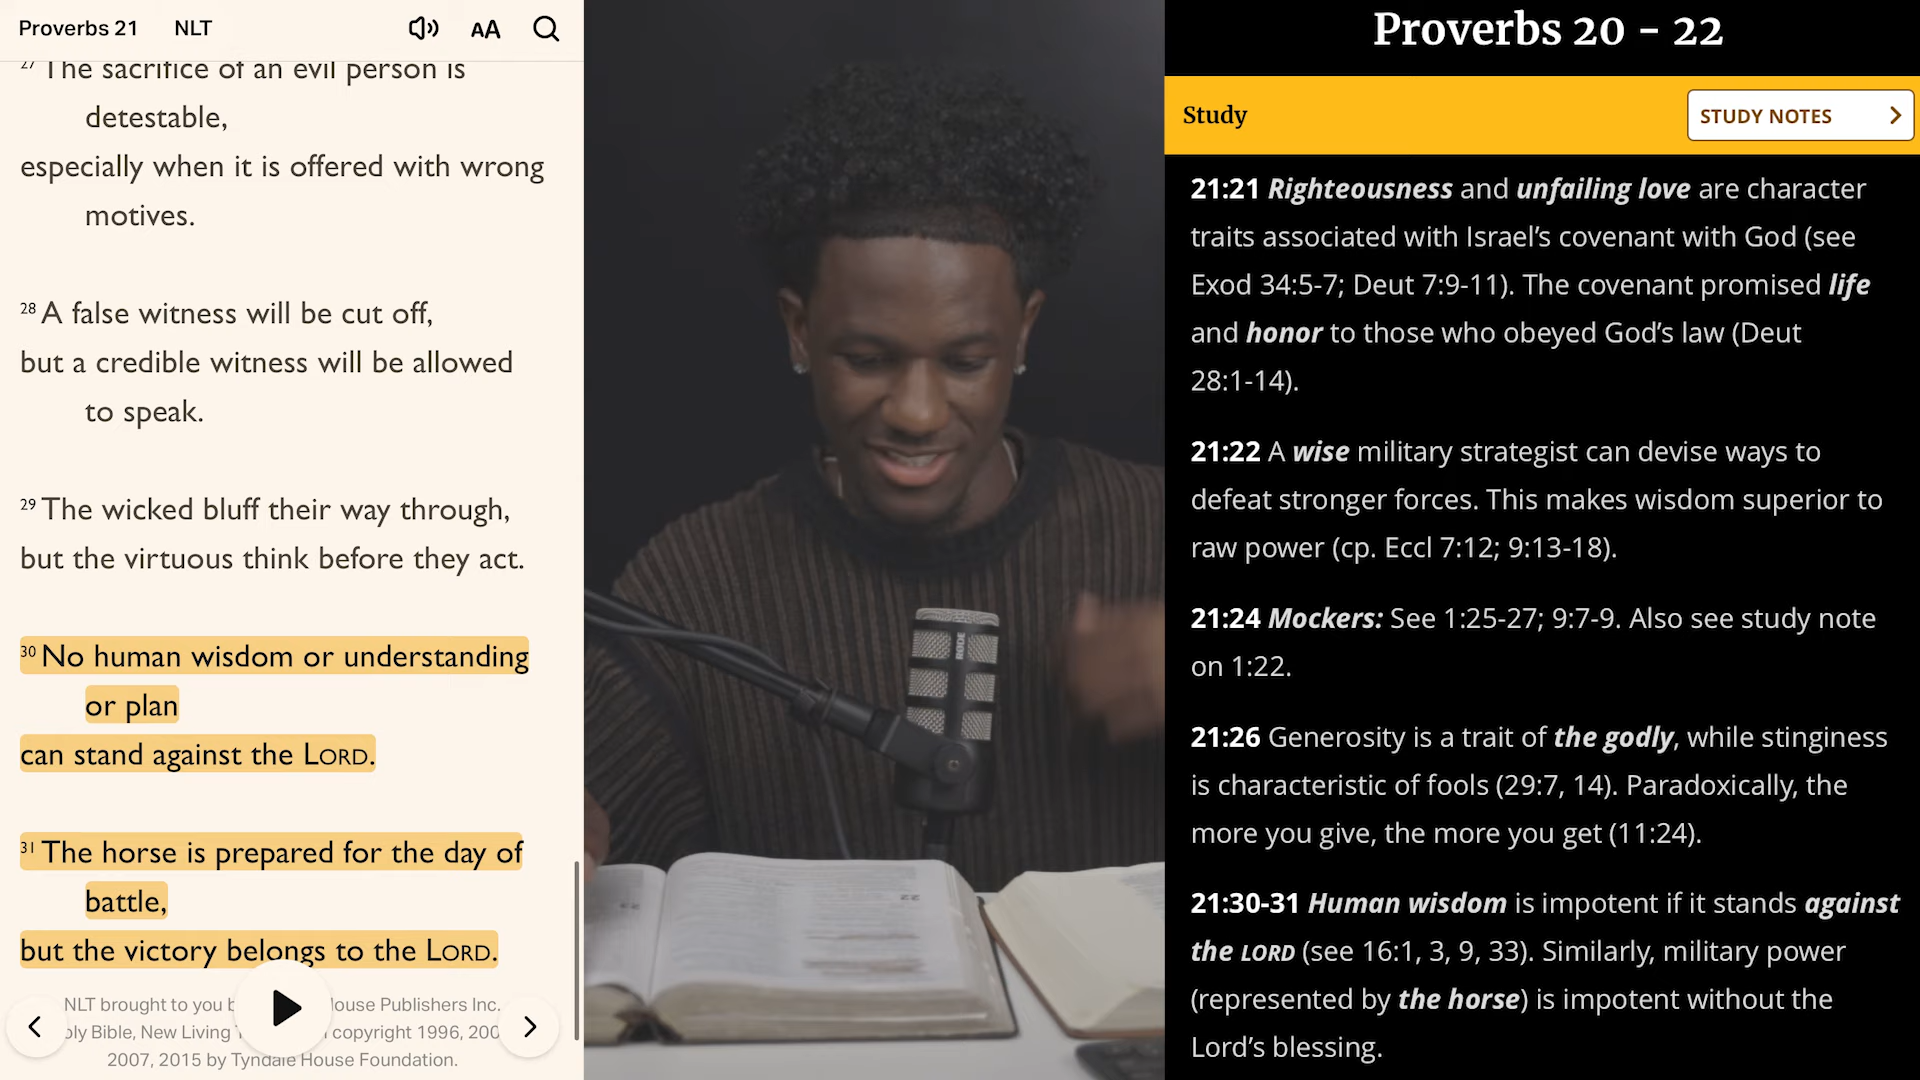 Proverbs 21 NLT AA
27 The sacrifice of an evil person is
detestable,
especially when it is offered with wrong
motives.
28 A false witness will be cut off,
but a credible witness will be allowed
to speak.
29 The wicked bluff their way through,
but the virtuous think before they act.
30 No human wisdom or understanding
or plan
can stand against the LORD.
31 The horse is prepared for the day of
battle,
but the victory belongs to the LORD.
NLT brought to you House Publishers Inc.
Bible, New Living copyright 1996,
2007, 2015 by Tyndale House Foundation.
RODE
22
22
Proverbs 20 - 22
Study
STUDY NOTES
21:21 Righteousness and unfailing love are character
traits associated with Israel’s covenant with God (see
Exod 34:5-7; Deut 7:9-11). The covenant promised life
and honor to those who obeyed God’s law (Deut
28:1-14).
21:22 A wise military strategist can devise ways to
defeat stronger forces. This makes wisdom superior to
raw power (cp. Eccl 7:12; 9:13-18).
21:24 Mockers: See 1:25-27; 9:7-9. Also see study note
on 1:22.
21:26 Generosity is a trait of the godly, while stinginess
is characteristic of fools (29:7, 14). Paradoxically, the
more you give, the more you get (11:24).
21:30-31 Human wisdom is impotent if it stands against
the LORD (see 16:1, 3, 9, 33). Similarly, military power
(represented by the horse) is impotent without the
Lord’s blessing.